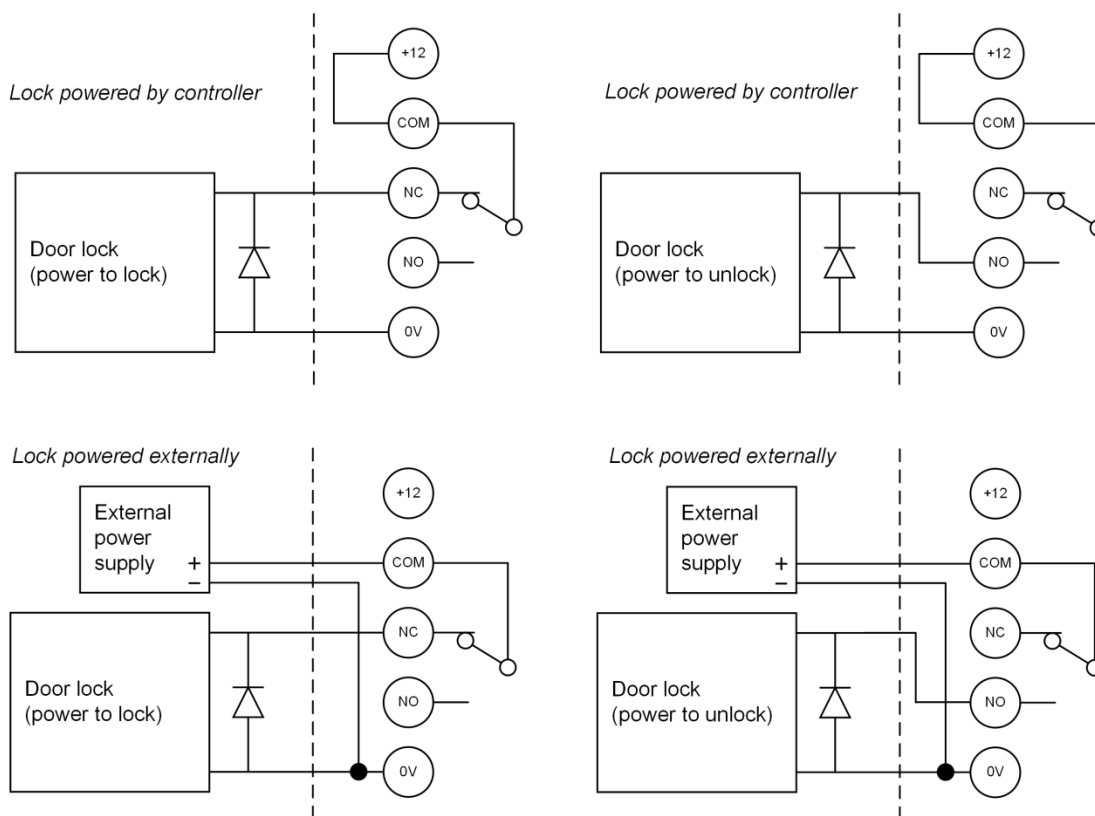 Lock powered by controller
+12
COM
NC
NO
0V
Door lock
(power to lock)
Lock powered by controller
+12
COM
NC
NO
0V
Door lock
(power to unlock)
Lock powered externally
External
power
supply
+
−
+12
COM
NC
NO
0V
Door lock
(power to lock)
Lock powered externally
External
power
supply
+
−
+12
COM
NC
NO
0V
Door lock
(power to unlock)